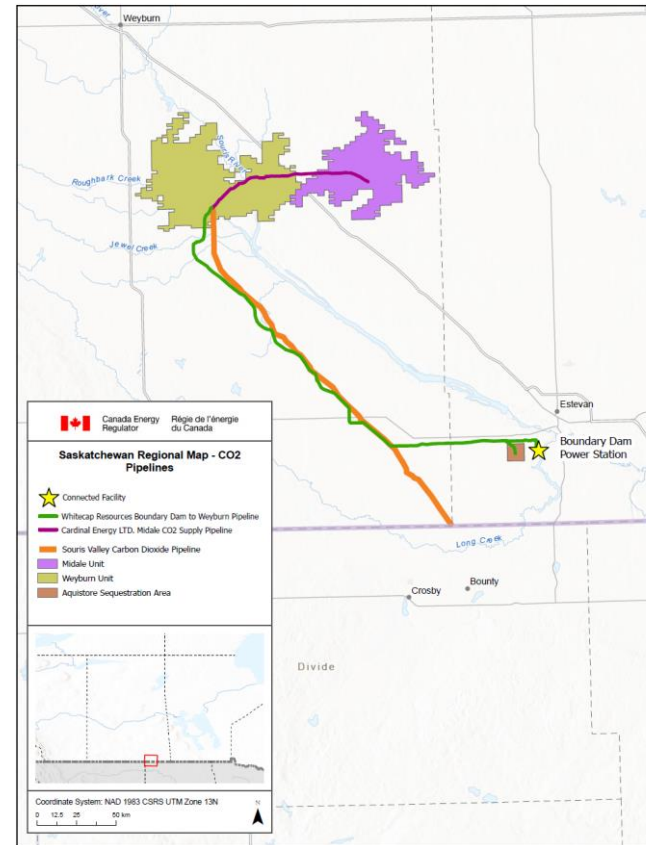 Weyburn
Souris River
Roughbark Creek
Jewel Creek
Estevan
Boundary Dam
Power Station
Long Creek
Crosby
Bounty
Divide
Canada Energy
Regulator
Régie de l'énergie
du Canada
Saskatchewan Regional Map - CO2
Pipelines
Connected Facility
Whitecap Resources Boundary Dam to Weyburn Pipeline
Cardinal Energy LTD. Midale CO2 Supply Pipeline
Souris Valley Carbon Dioxide Pipeline
Midale Unit
Weyburn Unit
Aquistore Sequestration Area
Coordinate System: NAD 1983 CSRS UTM Zone 13N
0 12.5 25 50 km
N